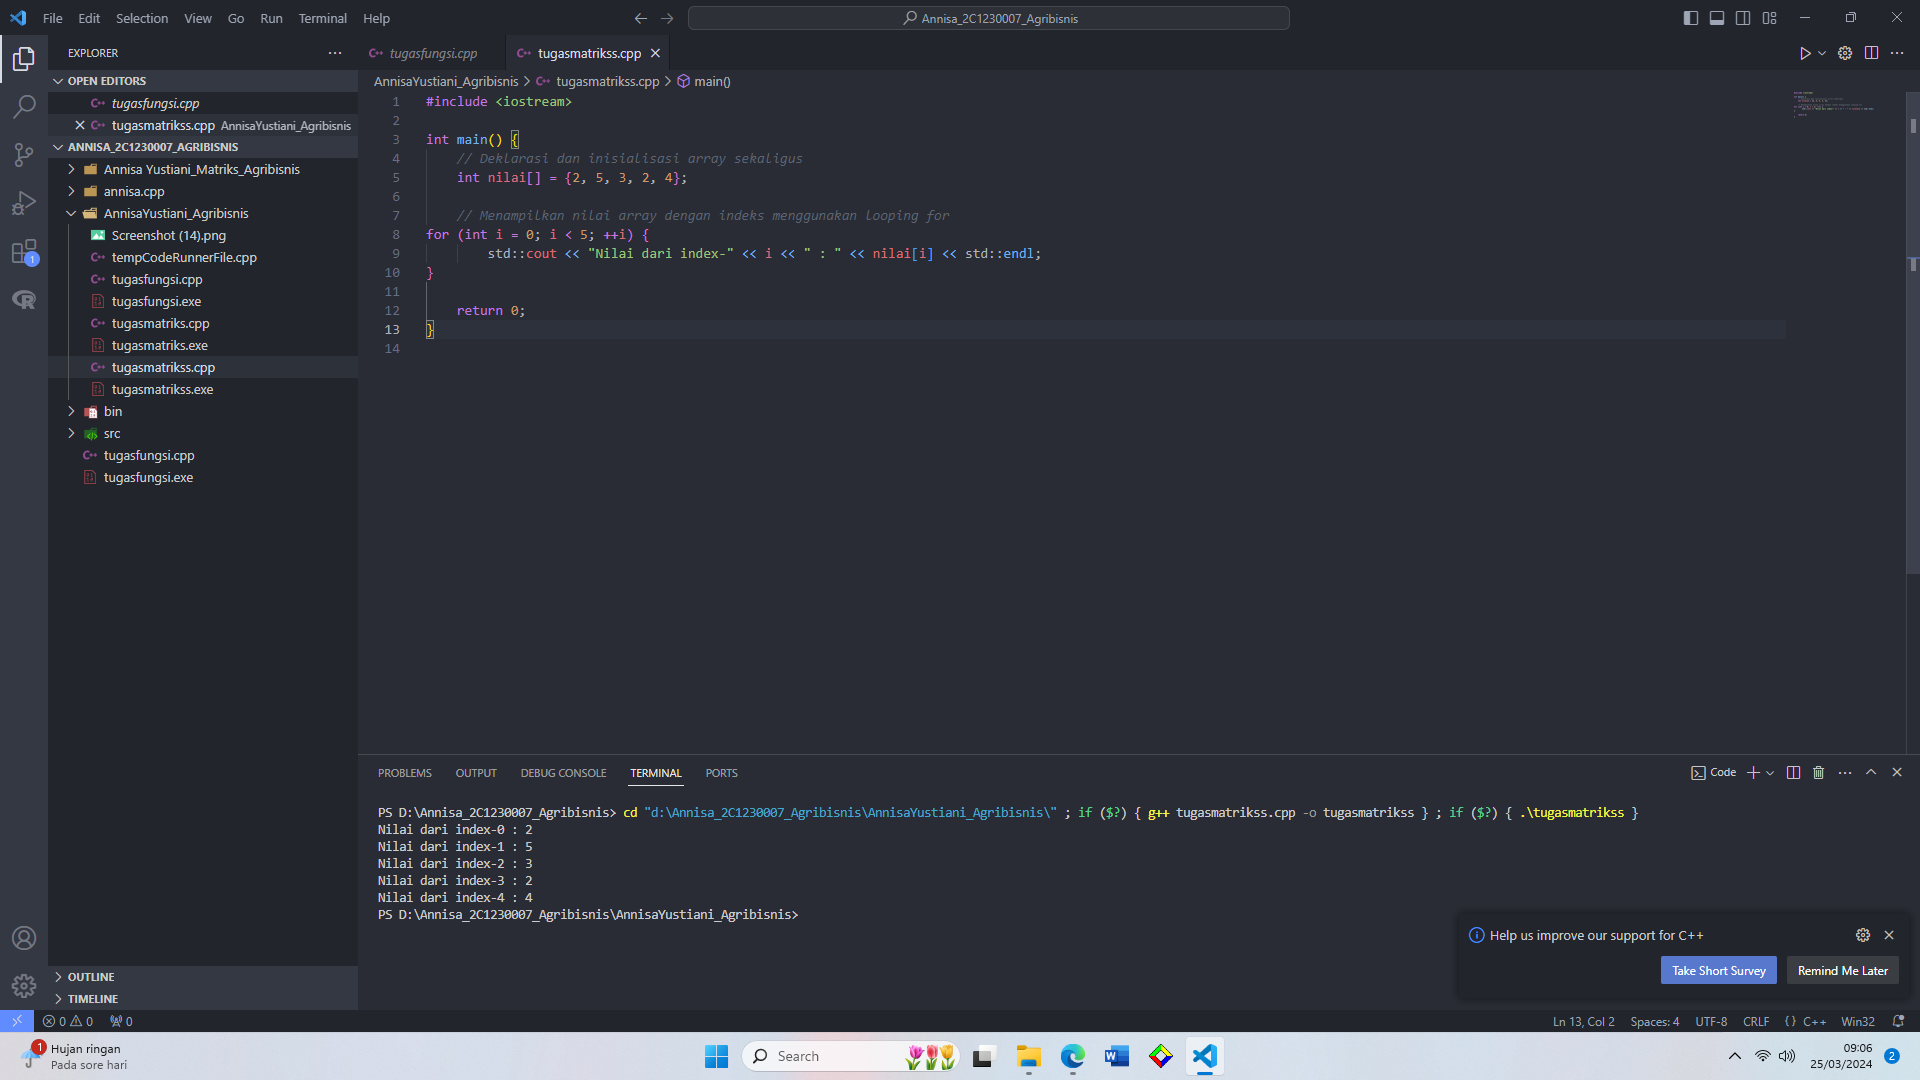 File Edit Selection View Go Run Terminal Help
Annisa_2C1230007_Agribisnis
EXPLORER
OPEN EDITORS
tugasfungsi.cpp
tugasmatrikss.cpp AnnisaYustiani_Agribisnis
ANNISA_2C1230007_AGRIBISNIS
Annisa Yustiani_Matriks_Agribisnis
annisa.cpp
AnnisaYustiani_Agribisnis
Screenshot (14).png
tempCodeRunnerFile.cpp
tugasfungsi.cpp
tugasfungsi.exe
tugasmatriks.cpp
tugasmatriks.exe
tugasmatrikss.cpp
tugasmatrikss.exe
bin
src
tugasfungsi.cpp
tugasfungsi.exe
OUTLINE
TIMELINE
1
tugasfungsi.cpp tugasmatrikss.cpp
AnnisaYustiani_Agribisnis > tugasmatrikss.cpp > main()
1 #include <iostream>
2
3 int main() {
4 // Deklarasi dan inisialisasi array sekaligus
5 int nilai[] = {2, 5, 3, 2, 4};
6
7 // Menampilkan nilai array dengan indeks menggunakan looping for
8 for (int i = 0; i < 5; ++i) {
9 std::cout << "Nilai dari index-" << i << " : " << nilai[i] << std::endl;
10 }
11
12 return 0;
13 }
14
PROBLEMS OUTPUT DEBUG CONSOLE TERMINAL PORTS
Code
PS D:\Annisa_2C1230007_Agribisnis> cd "d:\Annisa_2C1230007_Agribisnis\AnnisaYustiani_Agribisnis\" ; if ($?) { g++ tugasmatrikss.cpp -o tugasmatrikss } ; if ($?) { .\tugasmatrikss }
Nilai dari index-0 : 2
Nilai dari index-1 : 5
Nilai dari index-2 : 3
Nilai dari index-3 : 2
Nilai dari index-4 : 4
PS D:\Annisa_2C1230007_Agribisnis\AnnisaYustiani_Agribisnis>
Help us improve our support for C++
Take Short Survey Remind Me Later
0 0 0
Ln 13, Col 2 Spaces: 4 UTF-8 CRLF {} C++ Win32
1
Hujan ringan
Pada sore hari
Search
09:06
25/03/2024
2